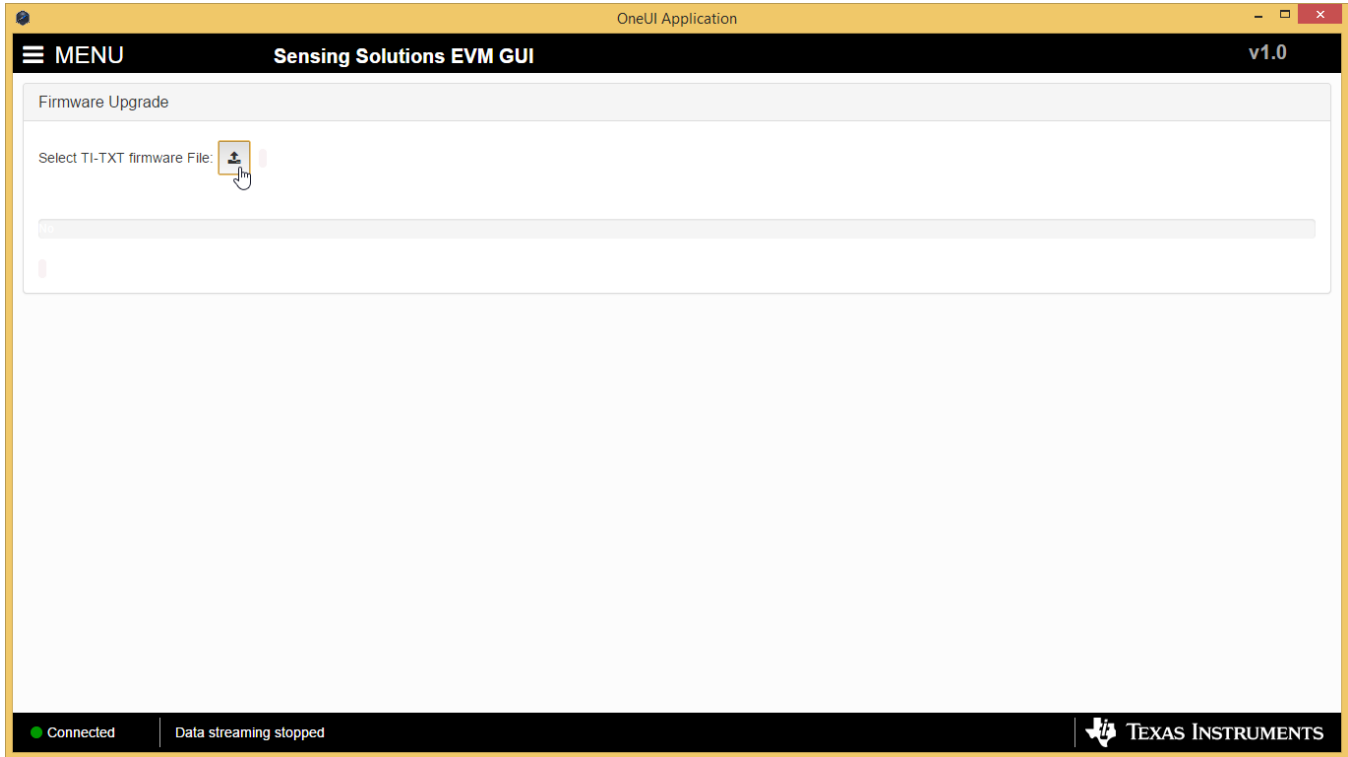 OneUI Application
MENU Sensing Solutions EVM GUI v1.0
Firmware Upgrade
Select TI-TXT firmware File:
No
Connected Data streaming stopped TEXAS INSTRUMENTS